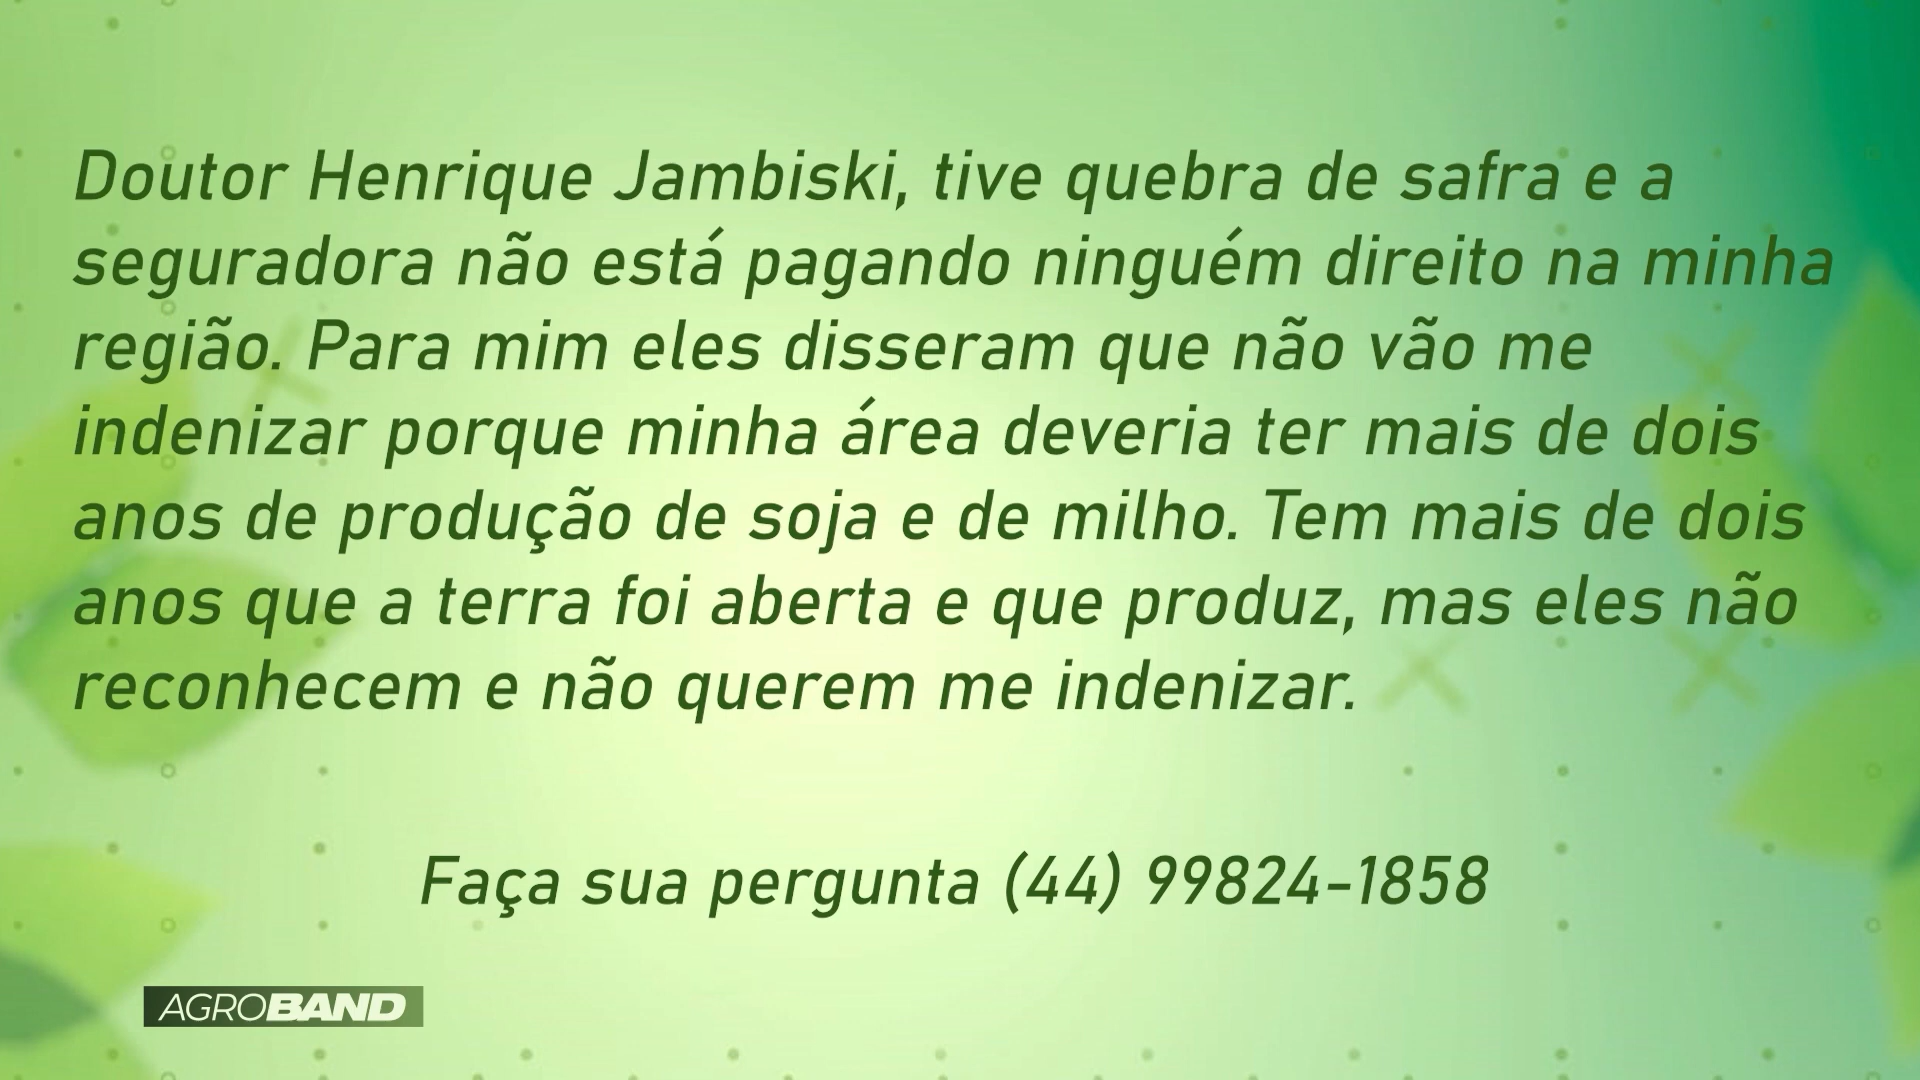 Doutor Henrique Jambiski, tive quebra de safra e a
seguradora não está pagando ninguém direito na minha
região. Para mim eles disseram que não vão me
indenizar porque minha área deveria ter mais de dois
anos de produção de soja e de milho. Tem mais de dois
anos que a terra foi aberta e que produz, mas eles não
reconhecem e não querem me indenizar.
Faça sua pergunta (44) 99824-1858
AGROBAND